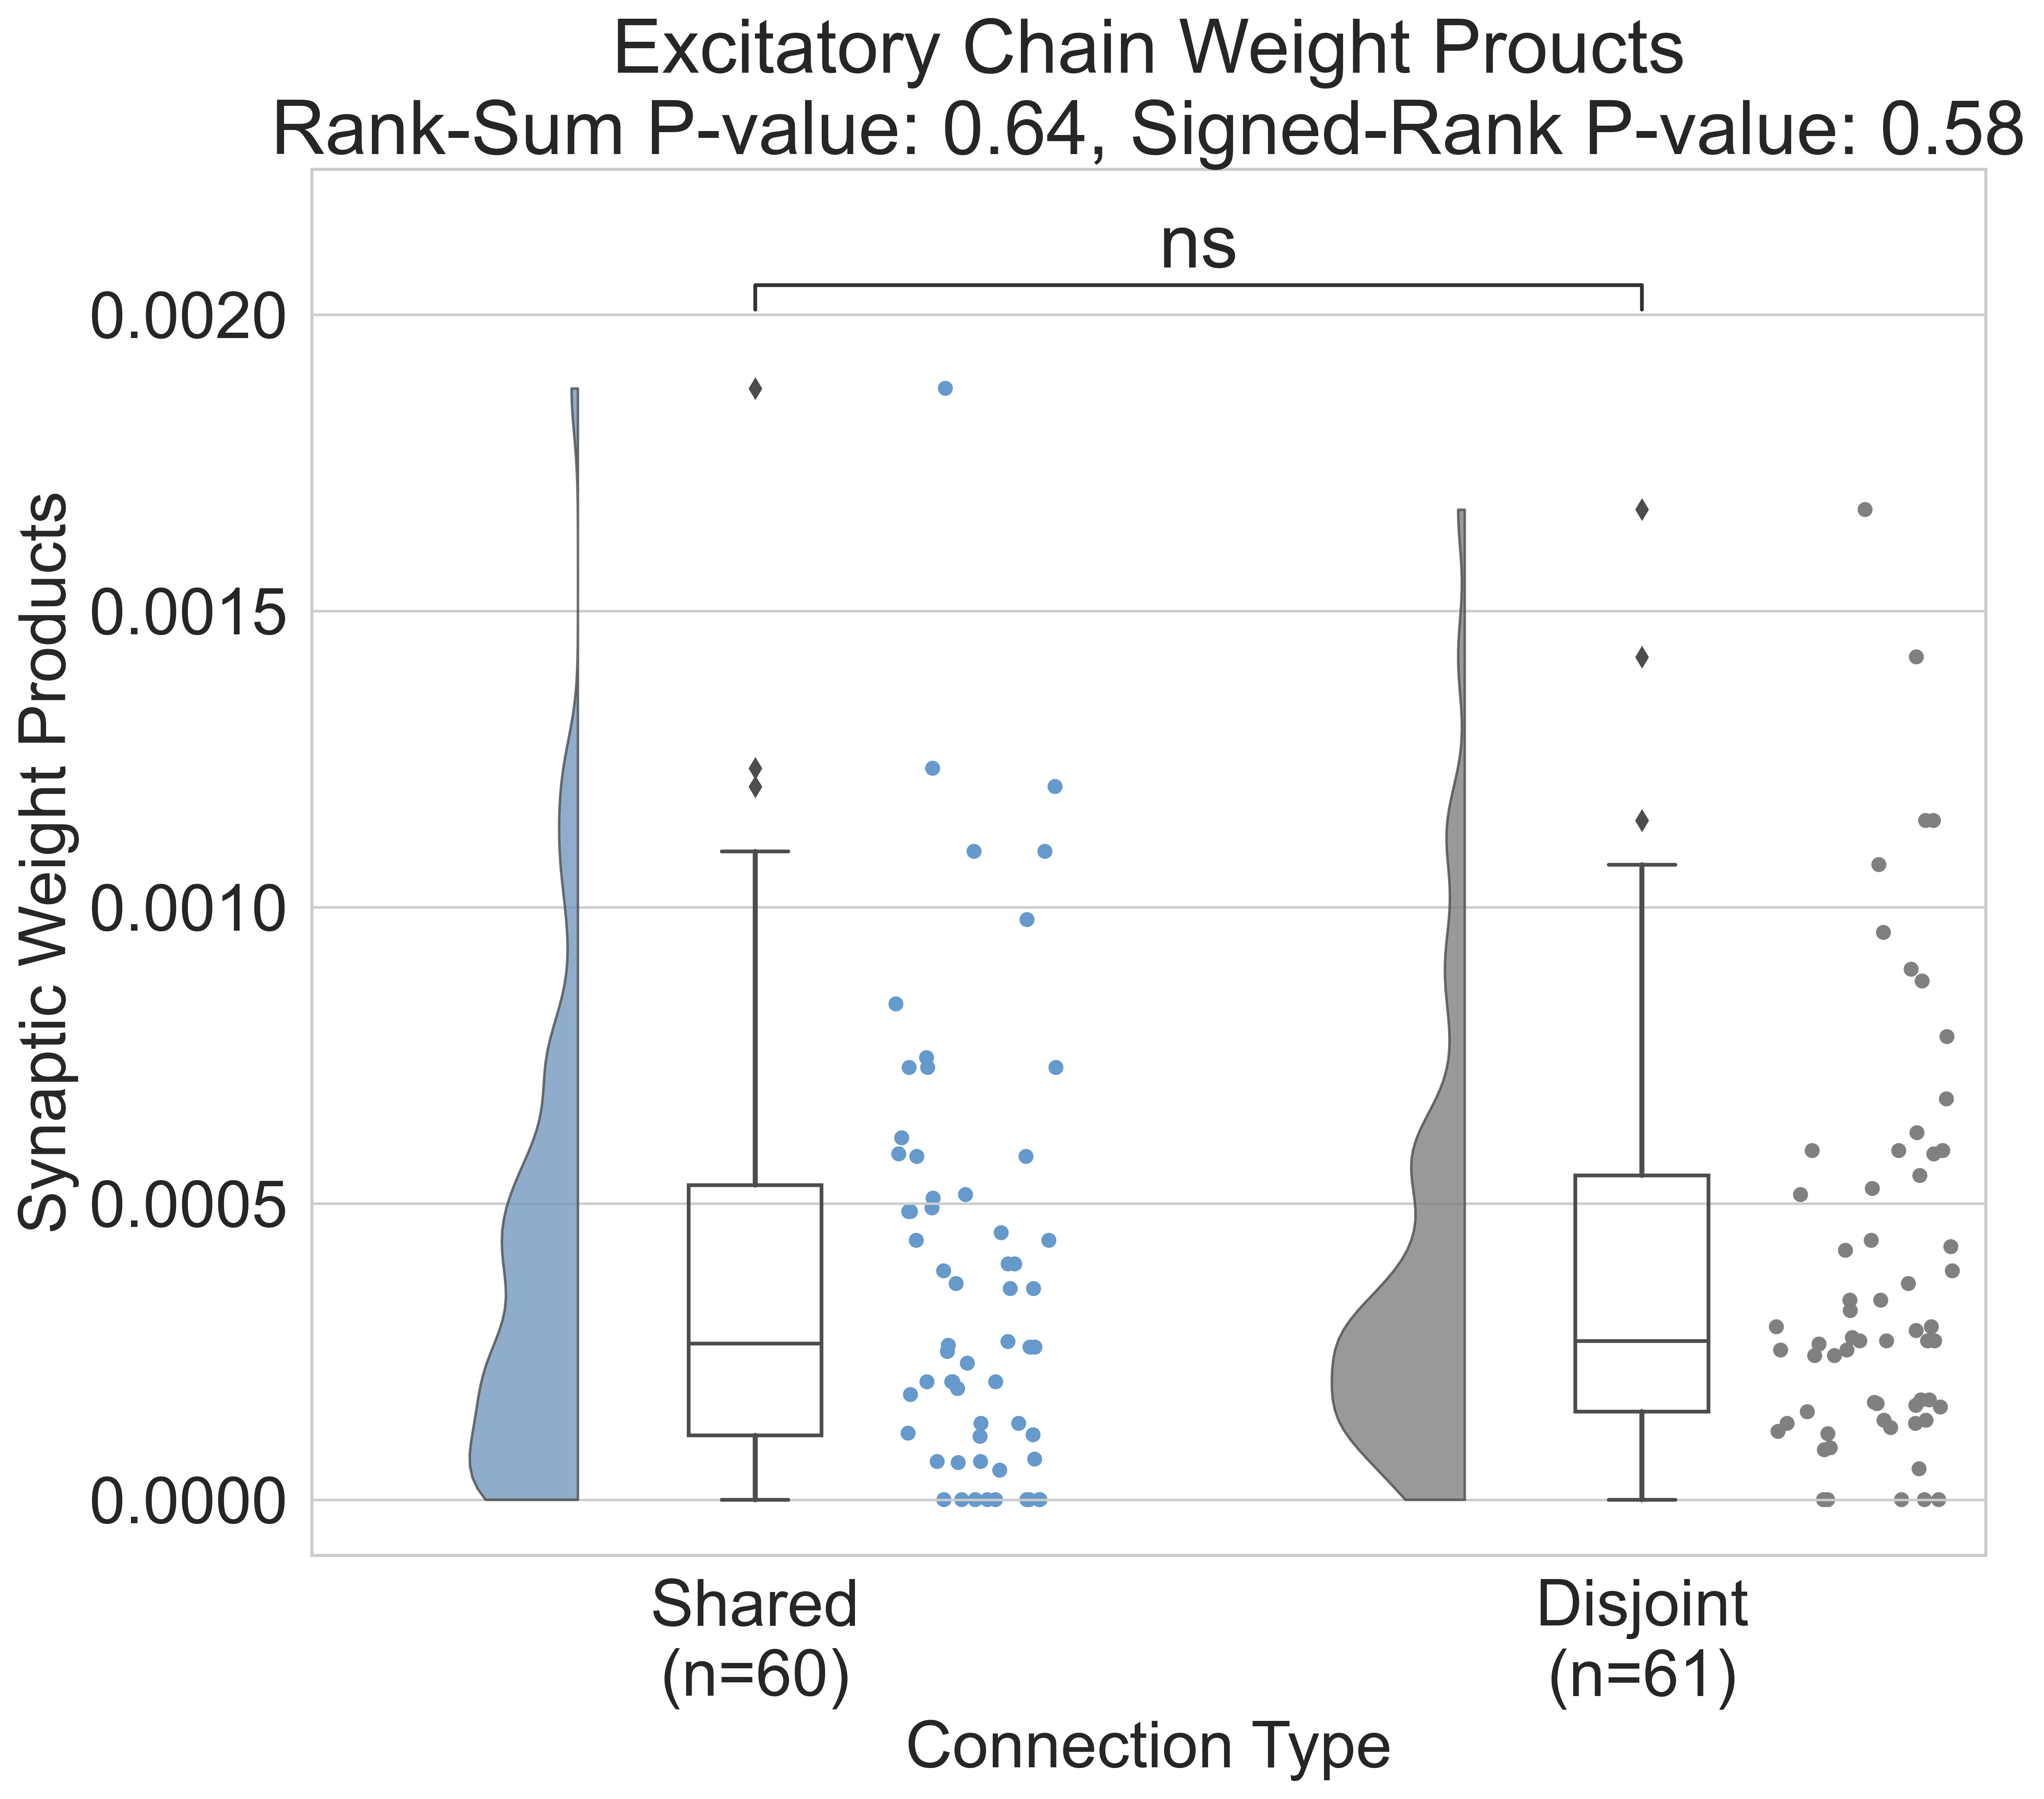 Excitatory Chain Weight Proucts
Rank-Sum P-value: 0.64, Signed-Rank P-value: 0.58
ns
0.0020
0.0015
0.0010
0.0005
0.0000
Synaptic Weight Products
Shared
(n=60)
Disjoint
(n=61)
Connection Type